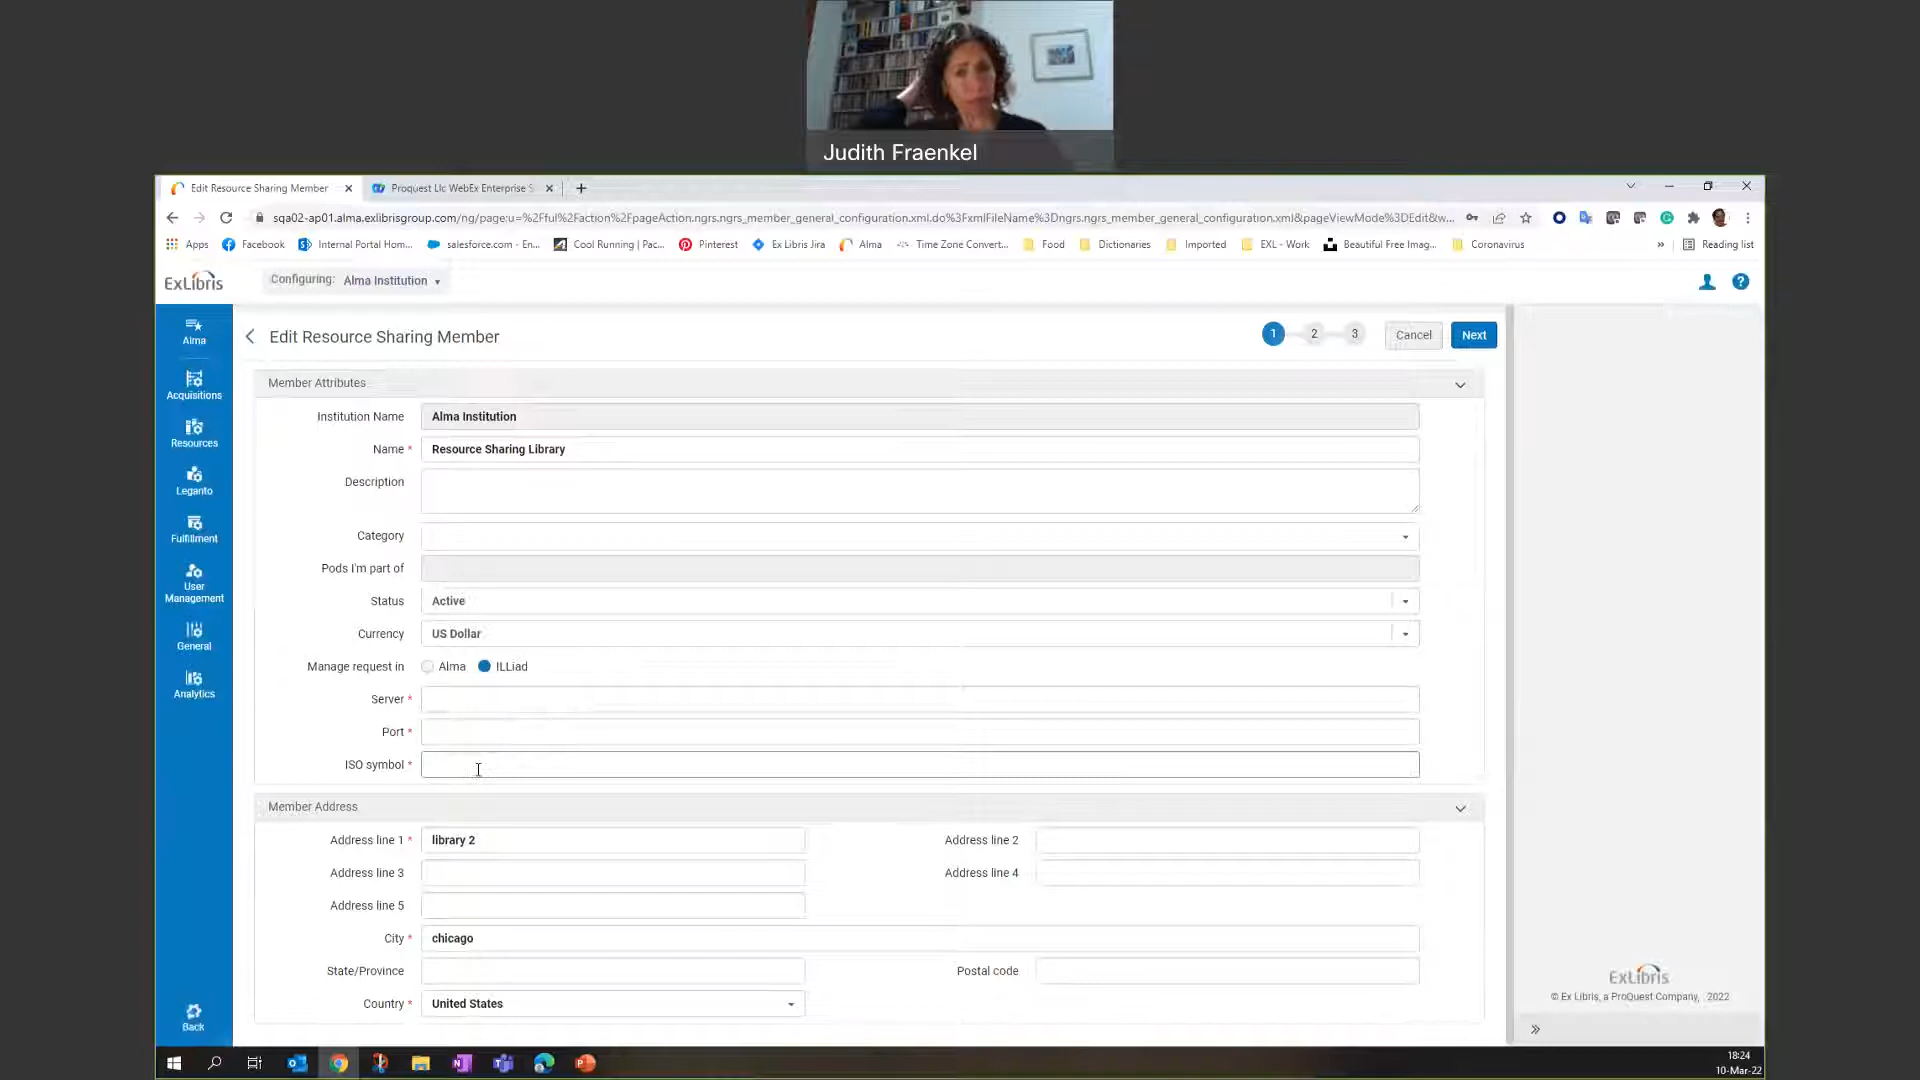 Judith Fraenkel
Edit Resource Sharing Member
Proquest Llc WebEx Enterprise S
sqa02-ap01.alma.exlibrisgroup.com/ng/page;u=%2Fful%2Faction%2FpageAction.ngrs.ngrs_member_general_configuration.xml.do%3FxmlFileName%3Dngrs.ngrs_member_general_configuration.xml&pageViewMode%3DEdit&w...
Apps Facebook Internal Portal Hom... salesforce.com - En... Cool Running | Pac... Pinterest Ex Libris Jira Alma Time Zone Convert... Food Dictionaries Imported EXL - Work Beautiful Free Imag... Coronavirus » Reading list
ExLibris
Configuring: Alma Institution
Alma
Acquisitions
Resources
Leganto
Fulfillment
User
Management
General
Analytics
Back
Edit Resource Sharing Member
1 2 3
Cancel Next
Member Attributes
Institution Name Alma Institution
Name * Resource Sharing Library
Description
Category
Pods I'm part of
Status Active
Currency US Dollar
Manage request in Alma ILLiad
Server *
Port *
ISO symbol *
Member Address
Address line 1 * library 2 Address line 2
Address line 3 Address line 4
Address line 5
City * chicago
State/Province Postal code
Country * United States
ExLibris
© Ex Libris, a ProQuest Company, 2022
18:24
10-Mar-22